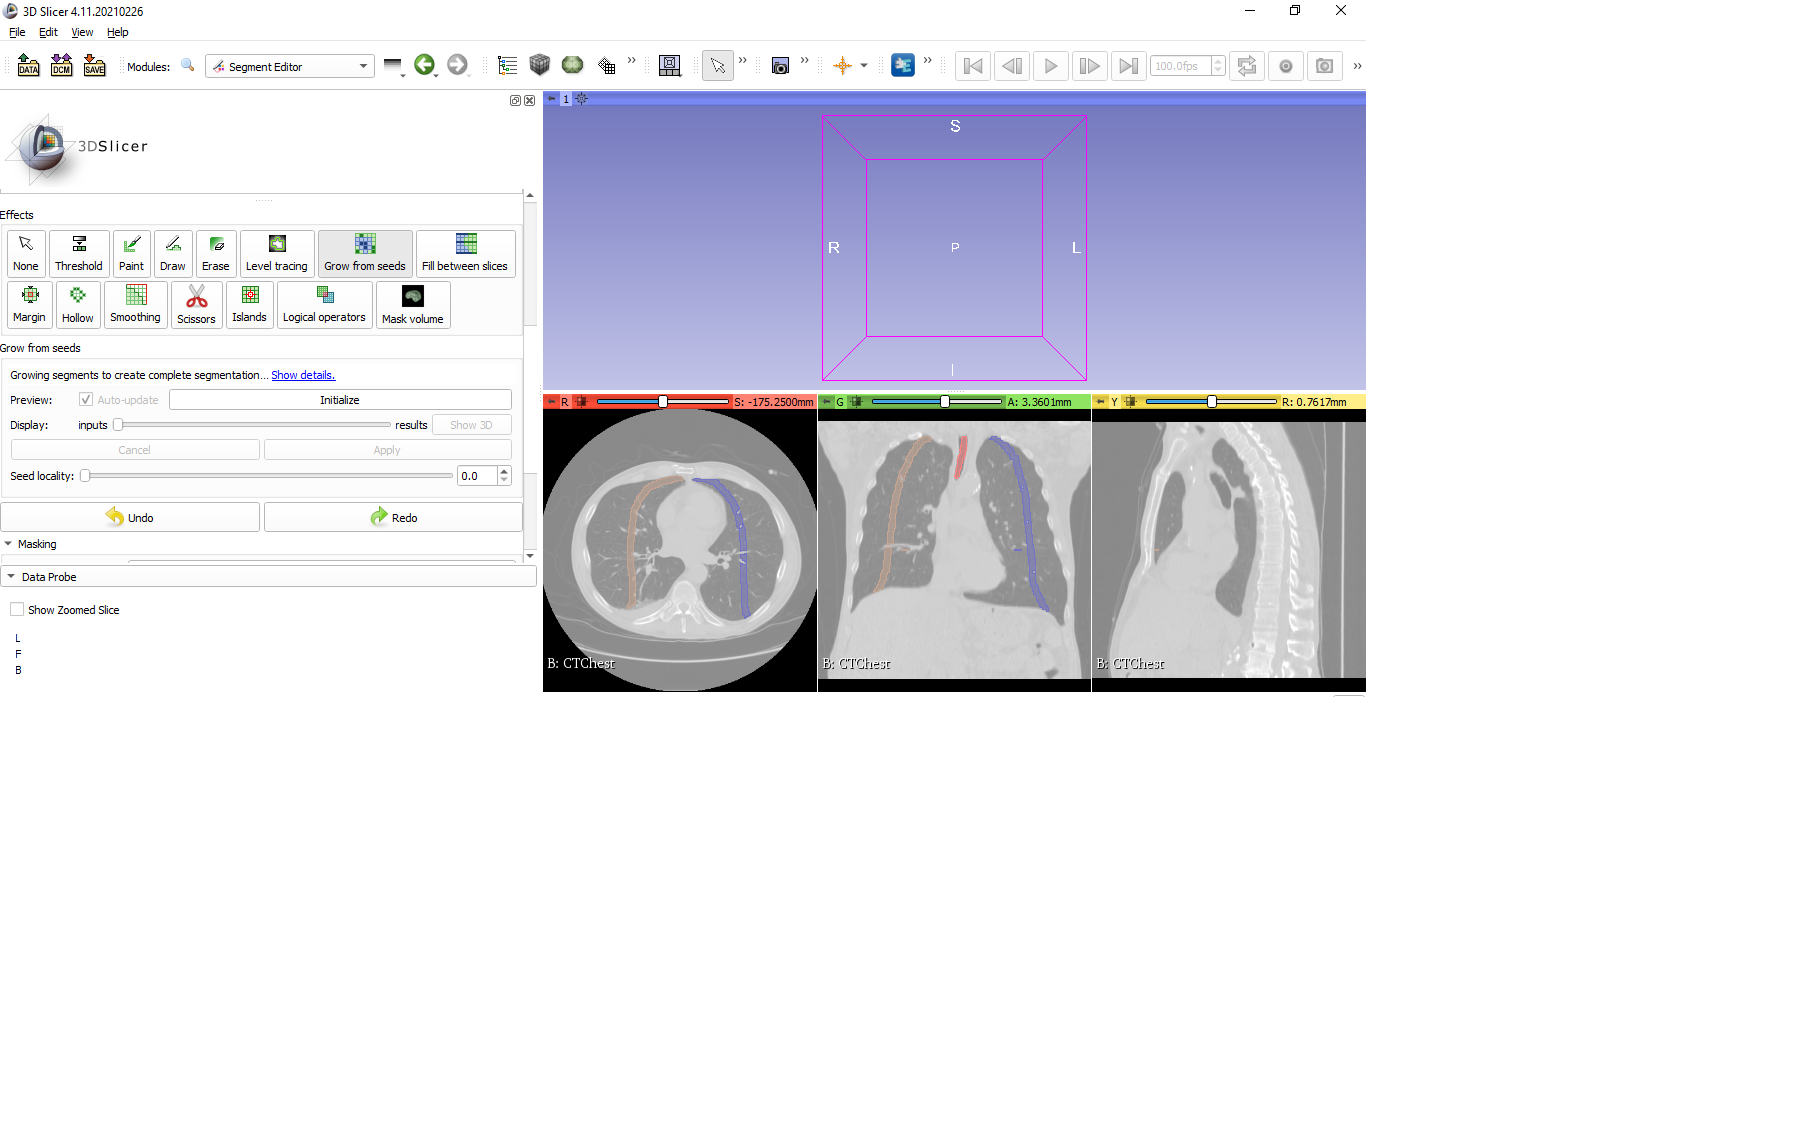 3D Slicer 4.11.20210226
File Edit View Help
DATA DCM SAVE Modules: Segment Editor 100.0fps
1
3DSlicer
S
R P L
I
Effects
None Threshold Paint Draw Erase Level tracing Grow from seeds Fill between slices
Margin Hollow Smoothing Scissors Islands Logical operators Mask volume
Grow from seeds
Growing segments to create complete segmentation... Show details.
Preview: Auto-update Initialize
Display: inputs results Show 3D
Cancel Apply
Seed locality: 0.0
Undo Redo
Masking
Data Probe
Show Zoomed Slice
L
F
B
R S: -175.2500mm G A: 3.3601mm Y R: 0.7617mm
B: CTChest B: CTChest B: CTChest